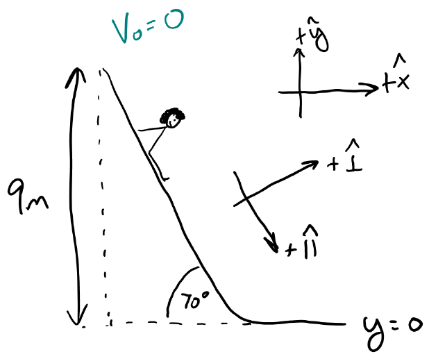 V₀=0
+ŷ
+x̂
9m
+⊥̂
+||̂
70°
y=0